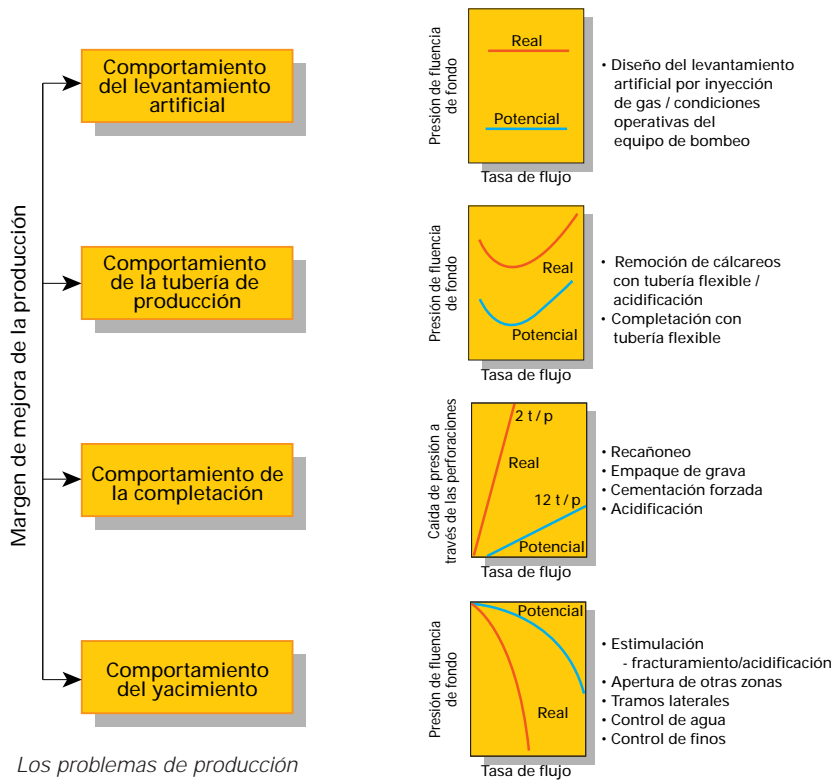 Margen de mejora de la producción
Comportamiento
del levantamiento
artificial
Presión de fluencia
de fondo
Real
Potencial
Tasa de flujo
• Diseño del levantamiento
artificial por inyección
de gas / condiciones
operativas del
equipo de bombeo
Comportamiento
de la tubería de
producción
Presión de fluencia
de fondo
Real
Potencial
Tasa de flujo
• Remoción de cálcareos
con tubería flexible /
acidificación
• Completación con
tubería flexible
Comportamiento de
la completación
Caída de presión a
través de las perforaciones
2 t / p
Real
12 t / p
Potencial
Tasa de flujo
• Recañoneo
• Empaque de grava
• Cementación forzada
• Acidificación
Comportamiento
del yacimiento
Presión de fluencia
de fondo
Potencial
Real
Tasa de flujo
• Estimulación
- fracturamiento/acidificación
• Apertura de otras zonas
• Tramos laterales
• Control de agua
• Control de finos
Los problemas de producción